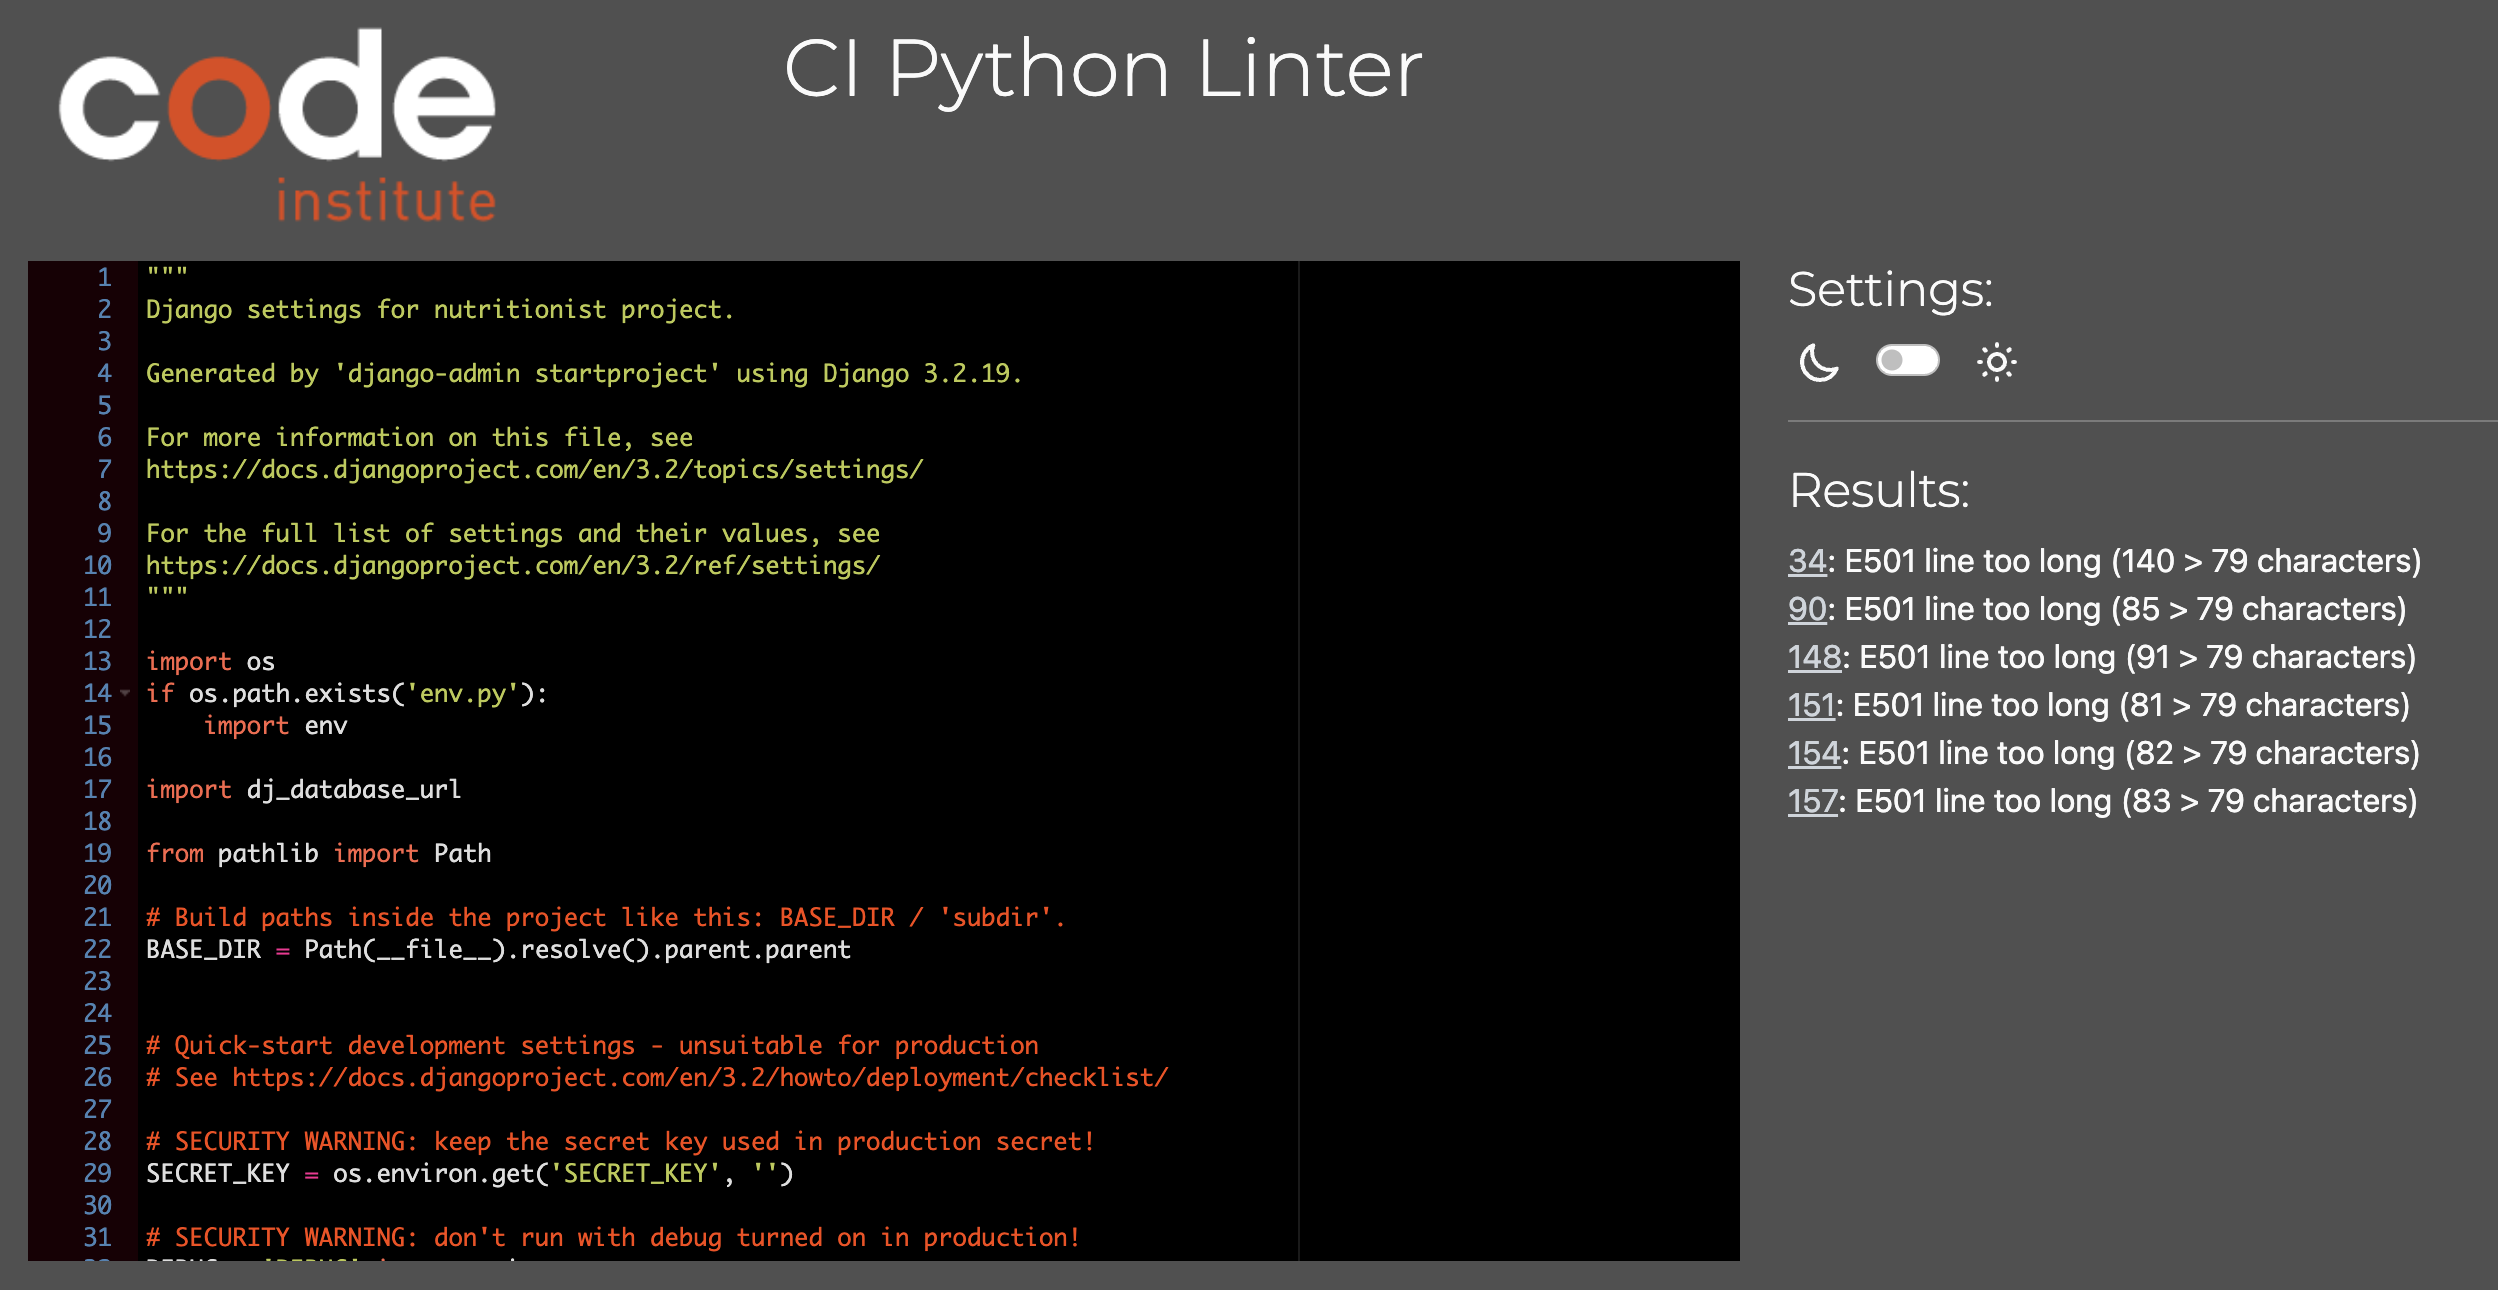 code
institute
CI Python Linter
1 """
2 Django settings for nutritionist project.
3
4 Generated by 'django-admin startproject' using Django 3.2.19.
5
6 For more information on this file, see
7 https://docs.djangoproject.com/en/3.2/topics/settings/
8
9 For the full list of settings and their values, see
10 https://docs.djangoproject.com/en/3.2/ref/settings/
11 """
12
13 import os
14 if os.path.exists('env.py'):
15     import env
16
17 import dj_database_url
18
19 from pathlib import Path
20
21 # Build paths inside the project like this: BASE_DIR / 'subdir'.
22 BASE_DIR = Path(__file__).resolve().parent.parent
23
24
25 # Quick-start development settings - unsuitable for production
26 # See https://docs.djangoproject.com/en/3.2/howto/deployment/checklist/
27
28 # SECURITY WARNING: keep the secret key used in production secret!
29 SECRET_KEY = os.environ.get('SECRET_KEY', '')
30
31 # SECURITY WARNING: don't run with debug turned on in production!
Settings:
Results:
34: E501 line too long (140 > 79 characters)
90: E501 line too long (85 > 79 characters)
148: E501 line too long (91 > 79 characters)
151: E501 line too long (81 > 79 characters)
154: E501 line too long (82 > 79 characters)
157: E501 line too long (83 > 79 characters)